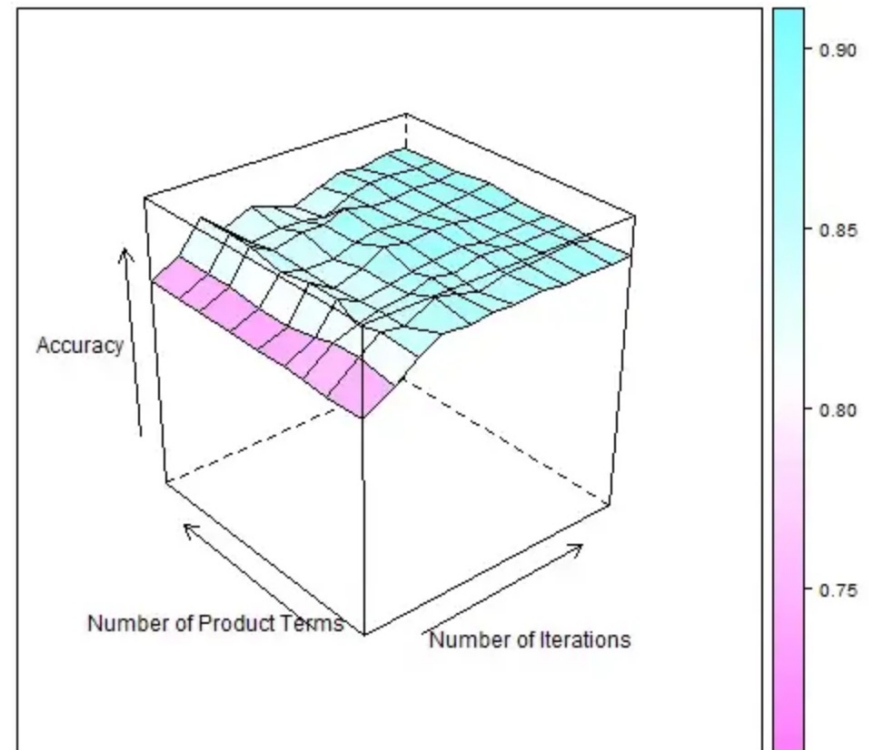 0.90
0.85
Accuracy
0.80
0.75
Number of Product Terms
Number of Iterations